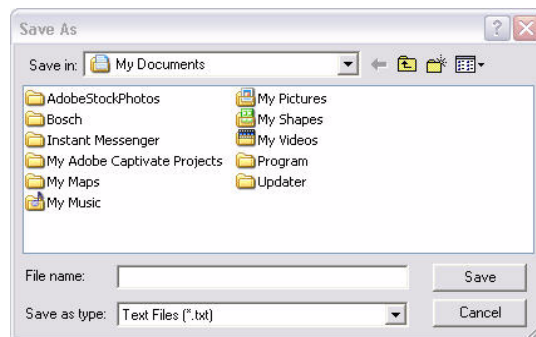 Save As
Save in: My Documents
AdobeStockPhotos
Bosch
Instant Messenger
My Adobe Captivate Projects
My Maps
My Music
My Pictures
My Shapes
My Videos
Program
Updater
File name:
Save
Save as type: Text Files (*.txt)
Cancel